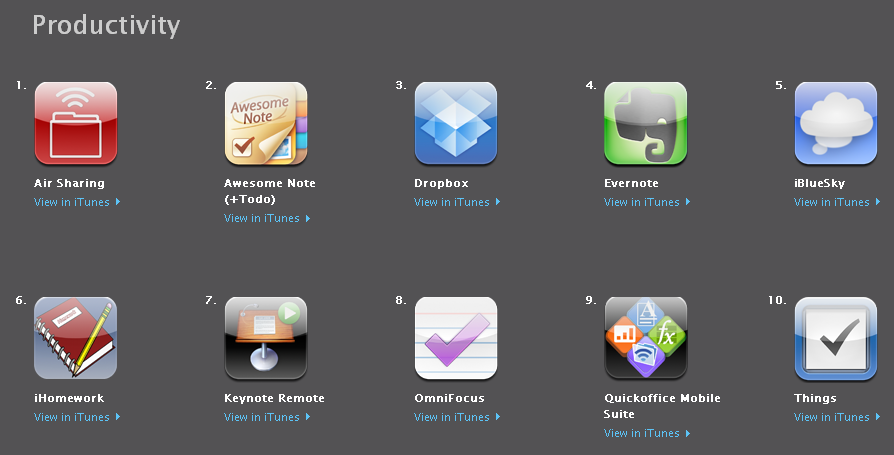 Productivity
1.
Awesome Note
Air Sharing
View in iTunes
2.
Awesome Note
(+Todo)
View in iTunes
3.
Dropbox
View in iTunes
4.
Evernote
View in iTunes
5.
iBlueSky
View in iTunes
6.
iHomework
View in iTunes
7.
Keynote Remote
View in iTunes
8.
OmniFocus
View in iTunes
9.
A
fx
Quickoffice Mobile
Suite
View in iTunes
10.
Things
View in iTunes